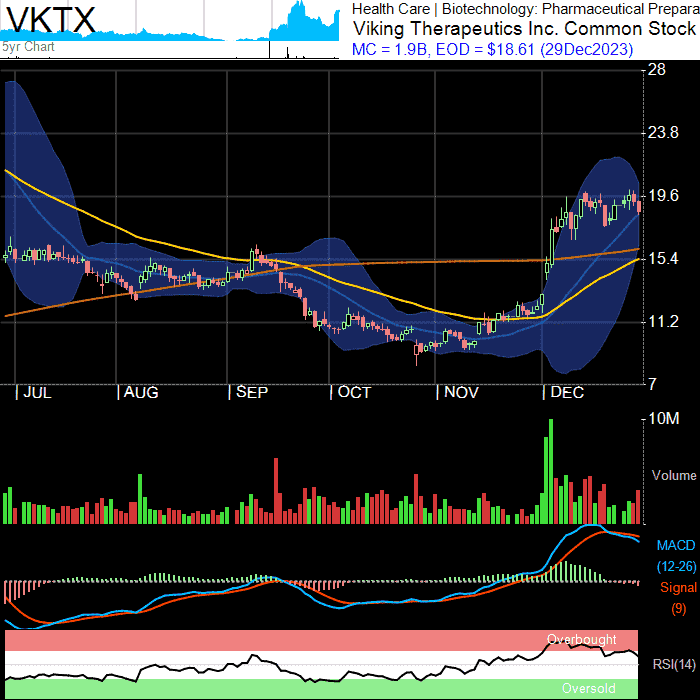 VKTX
5yr Chart
Health Care | Biotechnology: Pharmaceutical Prepara
Viking Therapeutics Inc. Common Stock
MC = 1.9B, EOD = $18.61 (29Dec2023)
28
23.8
19.6
15.4
11.2
7
| JUL | AUG | SEP | OCT | NOV | DEC
10M
Volume
MACD
(12-26)
Signal
(9)
Overbought
RSI(14)
Oversold